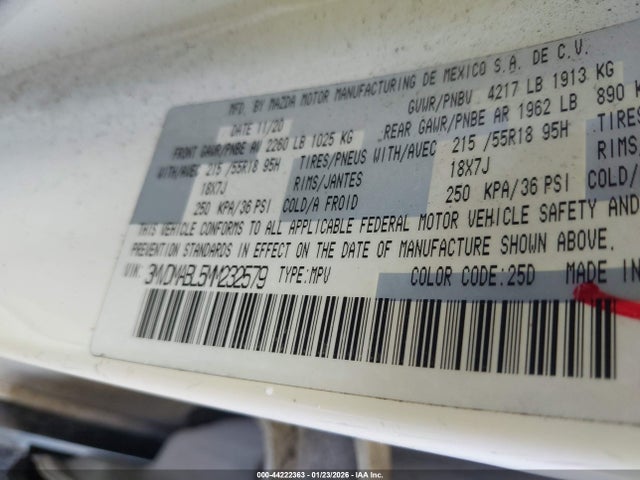 MFD. BY MAZDA MOTOR MANUFACTURING DE MEXICO S.A. DE C.V.
DATE 11/20 GVWR/PNBV 4217 LB 1913 KG
FRONT GAWR/PNBE AV 2260 LB 1025 KG REAR GAWR/PNBE AR 1962 LB 890 K
WITH/AVEC 215 /55R18 95H TIRES/PNEUS WITH/AVEC 215 /55R18 95H TIRES/
18X7J RIMS/JANTES 18X7J RIMS/
250 KPA/36 PSI COLD/A FROID 250 KPA/36 PSI COLD/
THIS VEHICLE CONFORMS TO ALL APPLICABLE FEDERAL MOTOR VEHICLE SAFETY AND
PREVENTION STANDARDS IN EFFECT ON THE DATE OF MANUFACTURE SHOWN ABOVE.
VIN: TYPE:MPV COLOR CODE:25D MADE IN
000-44222363 - 01/23/2026 - IAA Inc.